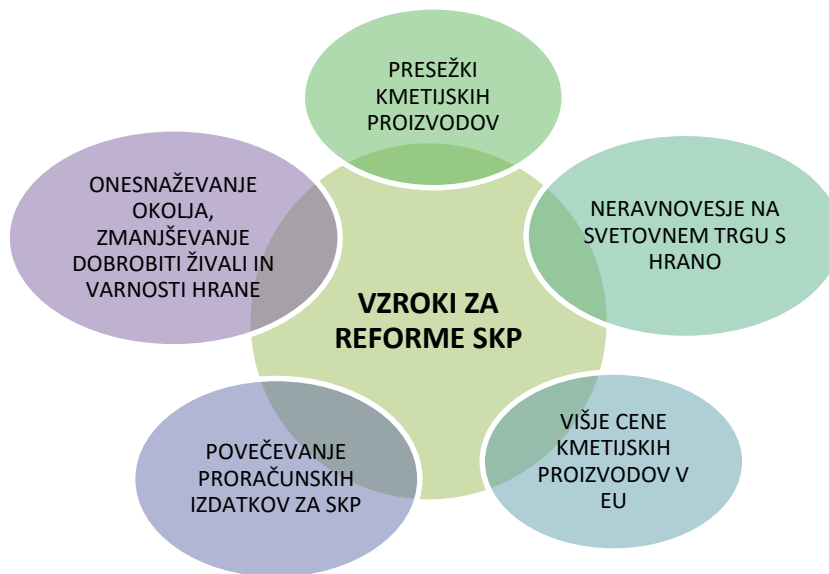 PRESEŽKI
KMETIJSKIH
PROIZVODOV
NERAVNOVESJE NA
SVETOVNEM TRGU S
HRANO
VIŠJE CENE
KMETIJSKIH
PROIZVODOV V
EU
POVEČEVANJE
PRORAČUNSKIH
IZDATKOV ZA SKP
ONESNAŽEVANJE
OKOLJA,
ZMANJŠEVANJE
DOBROBITI ŽIVALI IN
VARNOSTI HRANE
VZROKI ZA
REFORME SKP